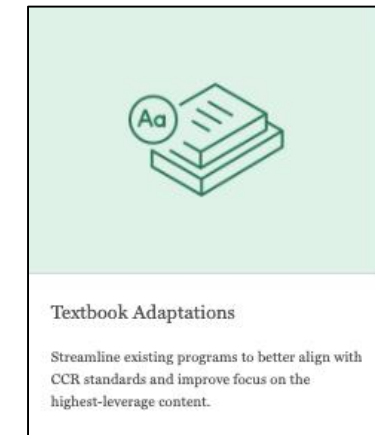 Aa
Textbook Adaptations
Streamline existing programs to better align with
CCR standards and improve focus on the
highest-leverage content.